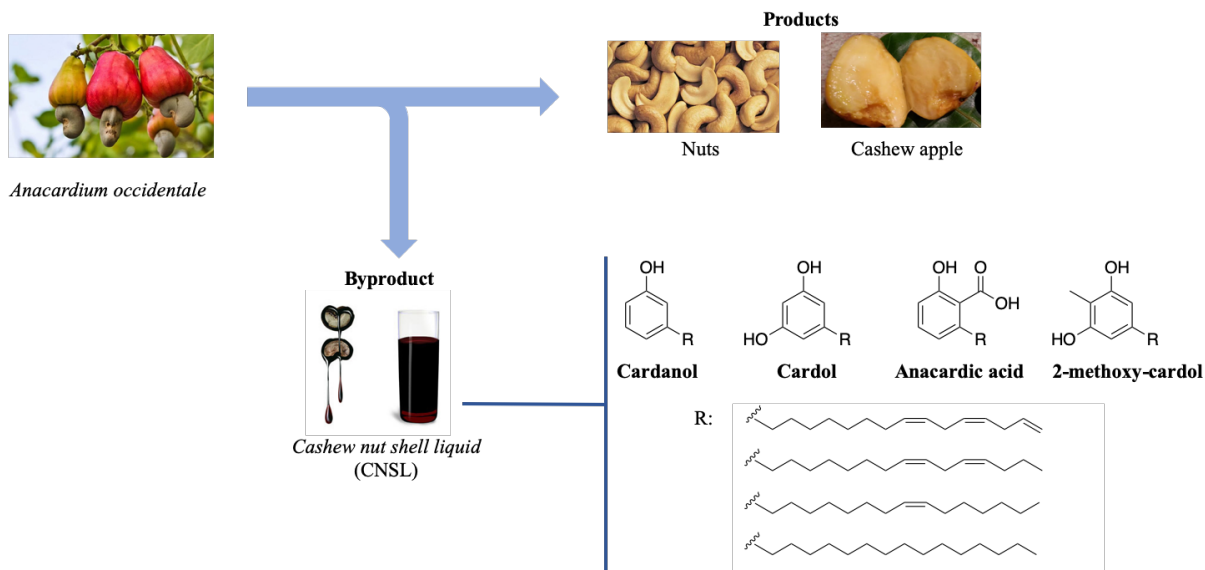 Products
Nuts
Cashew apple
Anacardium occidentale
Byproduct
Cashew nut shell liquid
(CNSL)
OH
R
Cardanol
OH
HO
R
Cardol
OH
O
OH
R
Anacardic acid
OH
HO
R
2-methoxy-cardol
R: